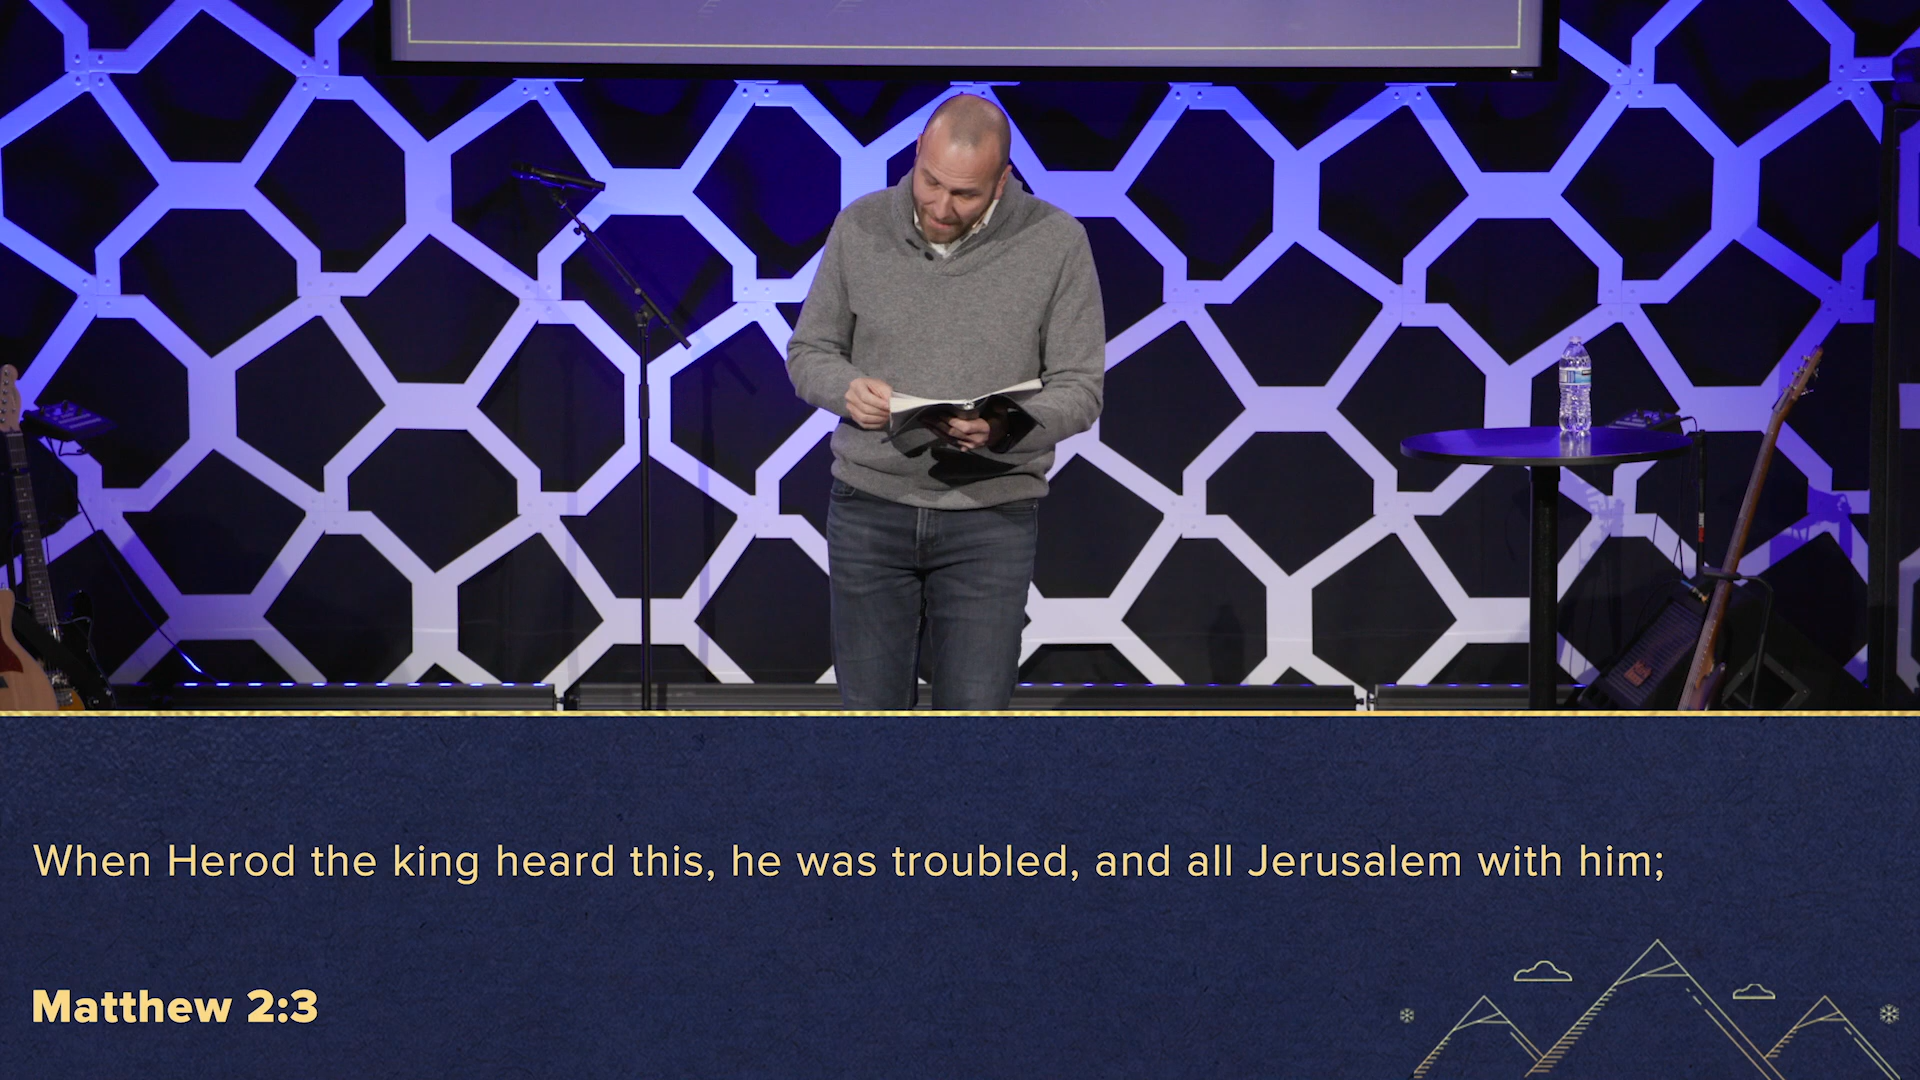 When Herod the king heard this, he was troubled, and all Jerusalem with him;
Matthew 2:3